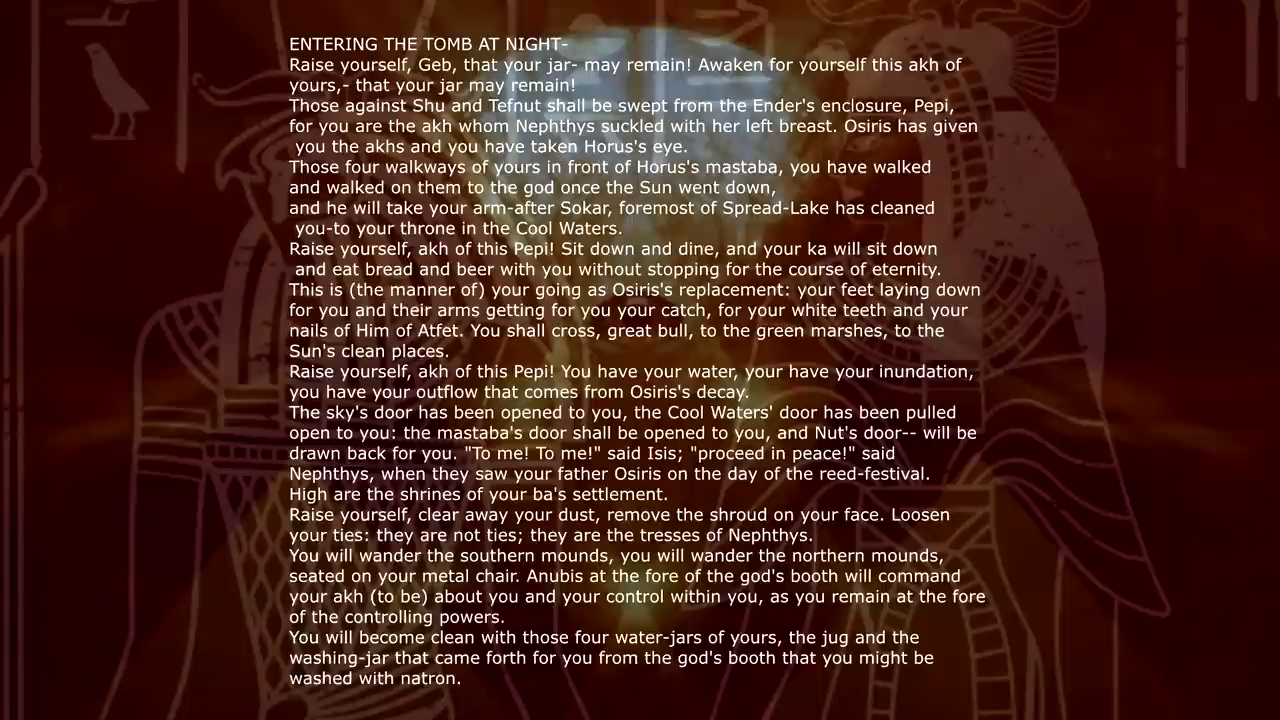 ENTERING THE TOMB AT NIGHT-
Raise yourself, Geb, that your jar- may remain! Awaken for yourself this akh of
yours,- that your jar may remain!
Those against Shu and Tefnut shall be swept from the Ender's enclosure, Pepi,
for you are the akh whom Nephthys suckled with her left breast. Osiris has given
you the akhs and you have taken Horus's eye.
Those four walkways of yours in front of Horus's mastaba, you have walked
and walked on them to the god once the Sun went down,
and he will take your arm-after Sokar, foremost of Spread-Lake has cleaned
you-to your throne in the Cool Waters.
Raise yourself, akh of this Pepi! Sit down and dine, and your ka will sit down
and eat bread and beer with you without stopping for the course of eternity.
This is (the manner of) your going as Osiris's replacement: your feet laying down
for you and their arms getting for you your catch, for your white teeth and your
nails of Him of Atfet. You shall cross, great bull, to the green marshes, to the
Sun's clean places.
Raise yourself, akh of this Pepi! You have your water, your have your inundation,
you have your outflow that comes from Osiris's decay.
The sky's door has been opened to you, the Cool Waters' door has been pulled
open to you: the mastaba's door shall be opened to you, and Nut's door-- will be
drawn back for you. "To me! To me!" said Isis; "proceed in peace!" said
Nephthys, when they saw your father Osiris on the day of the reed-festival.
High are the shrines of your ba's settlement.
Raise yourself, clear away your dust, remove the shroud on your face. Loosen
your ties: they are not ties; they are the tresses of Nephthys.
You will wander the southern mounds, you will wander the northern mounds,
seated on your metal chair. Anubis at the fore of the god's booth will command
your akh (to be) about you and your control within you, as you remain at the fore
of the controlling powers.
You will become clean with those four water-jars of yours, the jug and the
washing-jar that came forth for you from the god's booth that you might be
washed with natron.